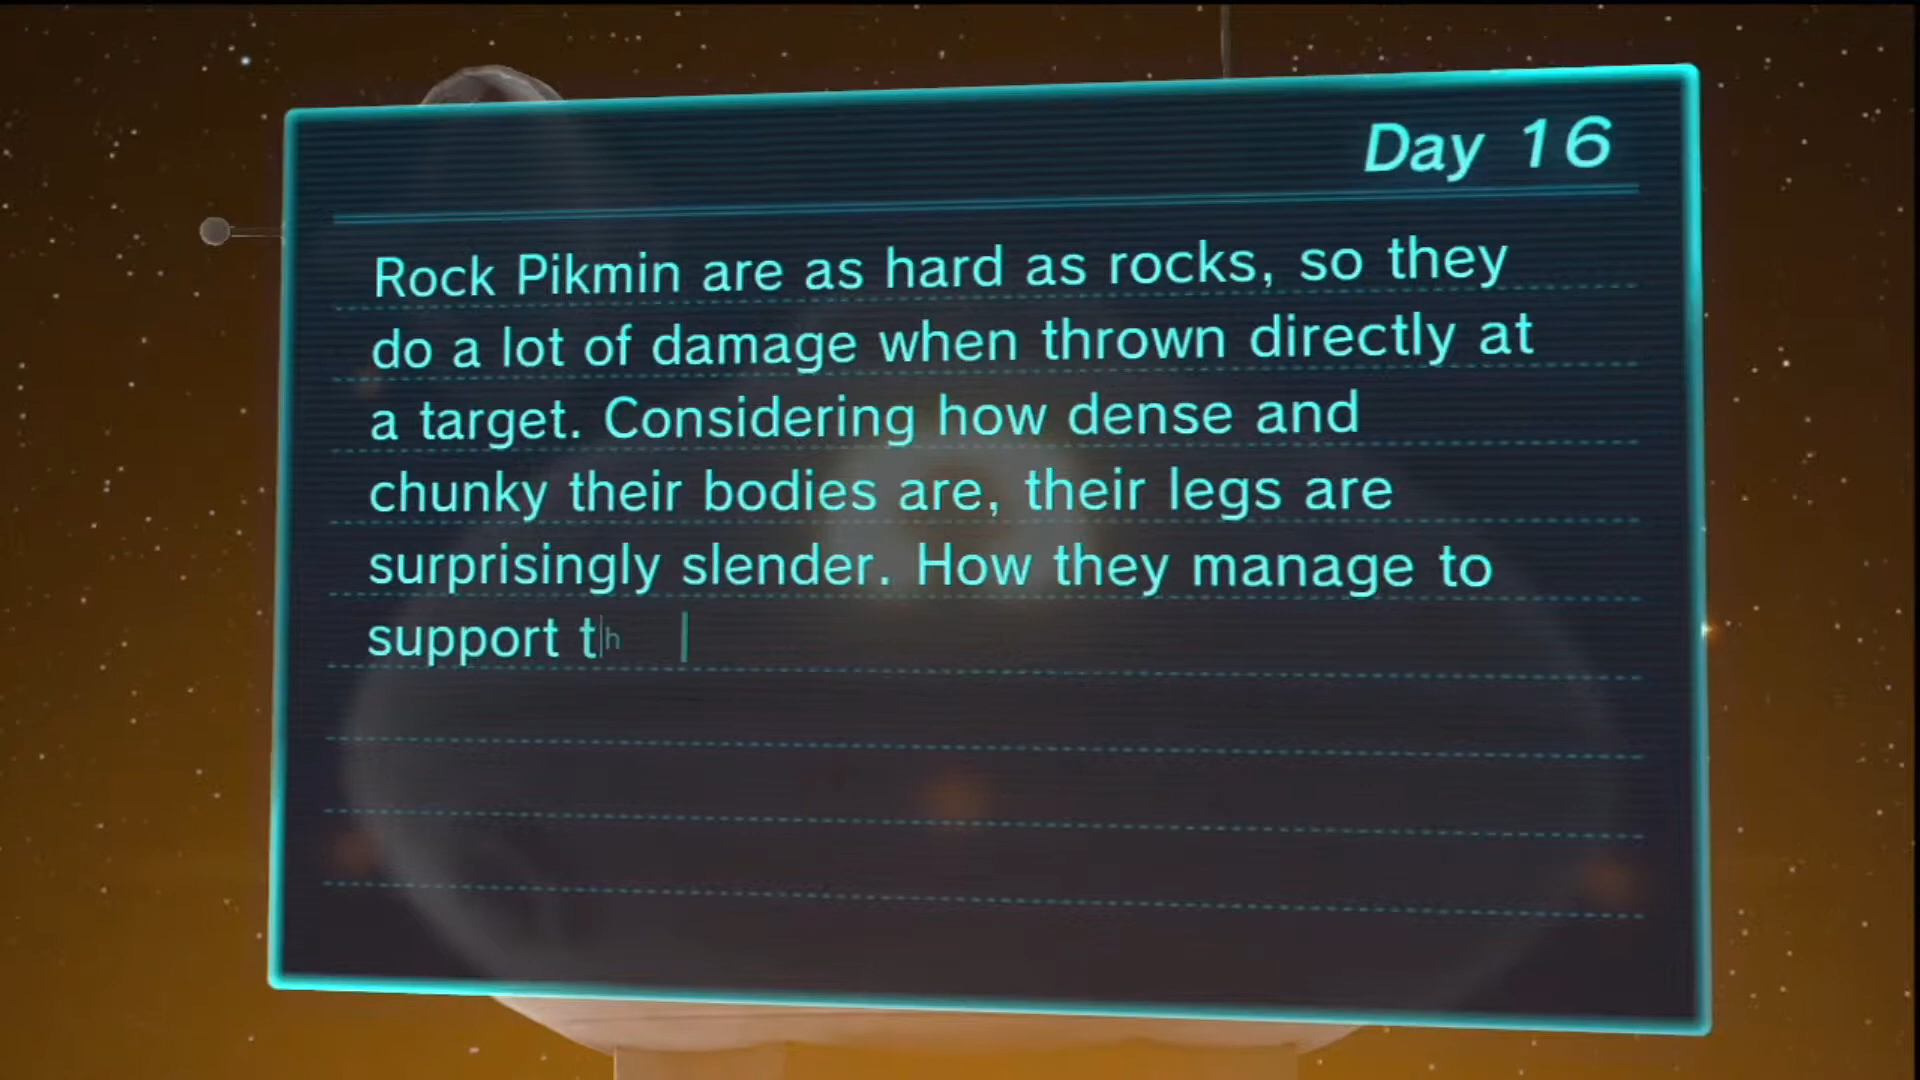 Day 16
Rock Pikmin are as hard as rocks, so they
do a lot of damage when thrown directly at
a target. Considering how dense and
chunky their bodies are, their legs are
surprisingly slender. How they manage to
support th